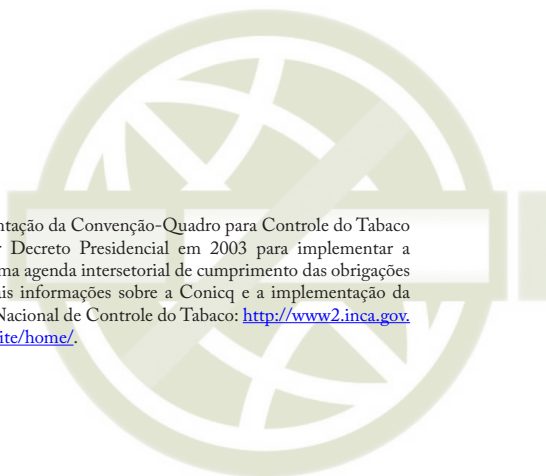 ntação da Convenção-Quadro para Controle do Tabaco
r Decreto Presidencial em 2003 para implementar a
ma agenda intersetorial de cumprimento das obrigações
ais informações sobre a Conicq e a implementação da
Nacional de Controle do Tabaco: http://www2.inca.gov.
ite/home/.